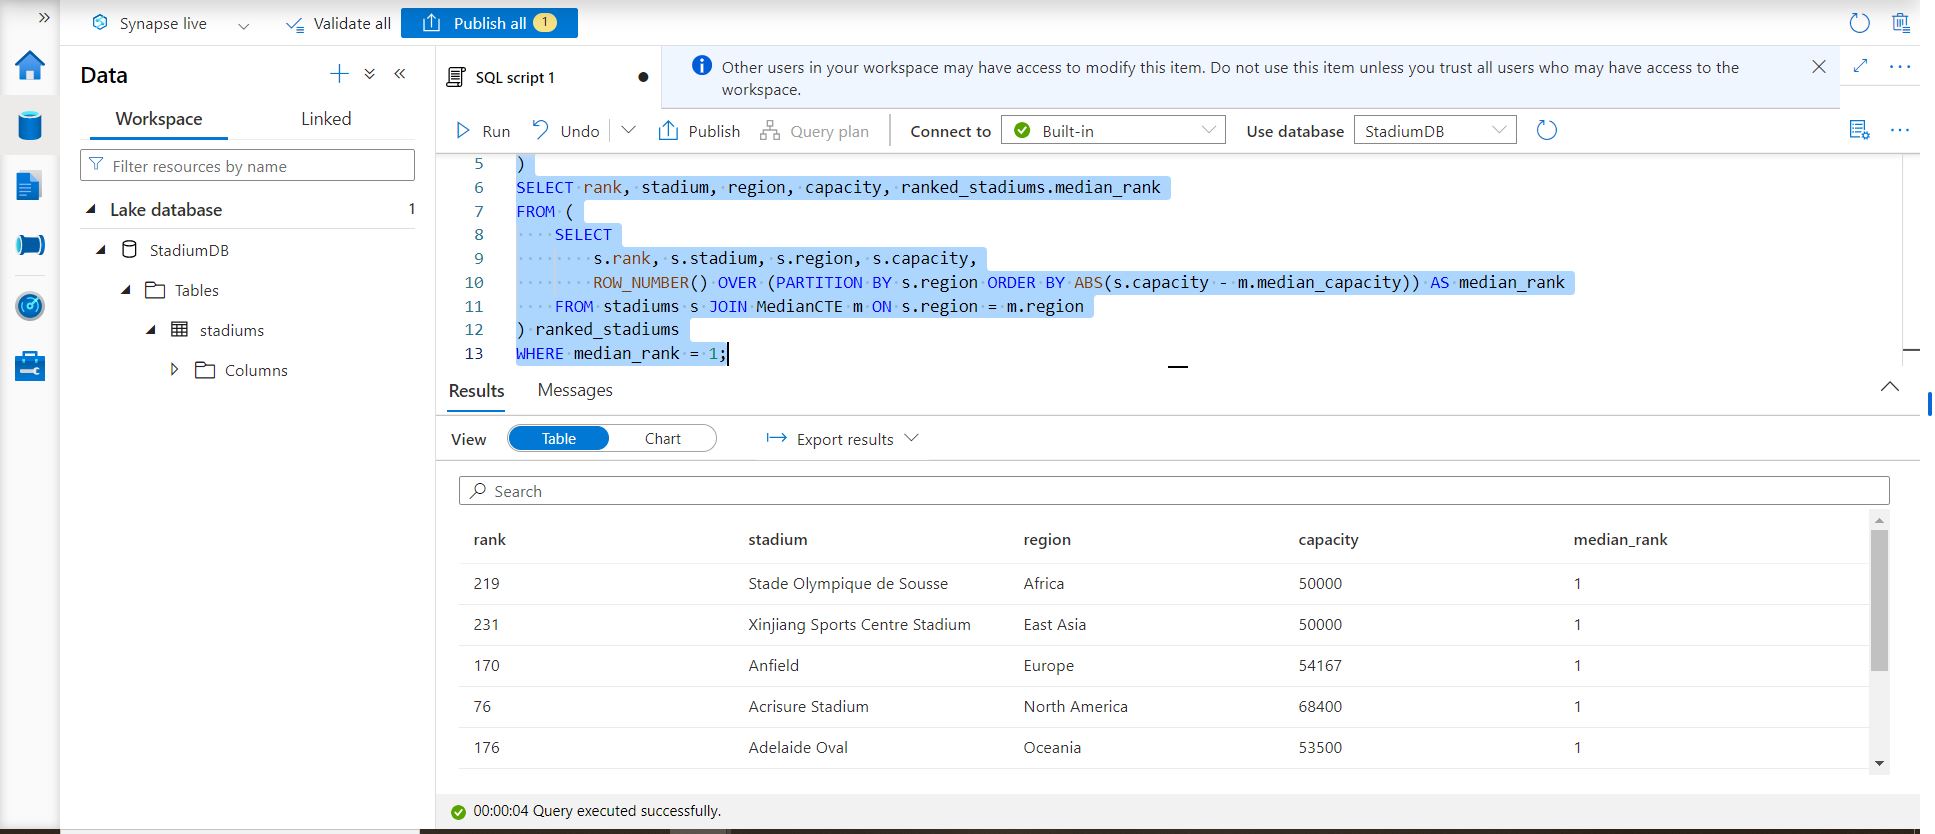 »
Synapse live
Validate all
Publish all 1
Data
Workspace Linked
Filter resources by name
Lake database 1
StadiumDB
Tables
stadiums
Columns
SQL script 1
Other users in your workspace may have access to modify this item. Do not use this item unless you trust all users who may have access to the
workspace.
Run Undo Publish Query plan Connect to Built-in Use database StadiumDB
5 )
6 SELECT rank, stadium, region, capacity, ranked_stadiums.median_rank
7 FROM (
8 SELECT
9 s.rank, s.stadium, s.region, s.capacity,
10 ROW_NUMBER() OVER (PARTITION BY s.region ORDER BY ABS(s.capacity - m.median_capacity)) AS median_rank
11 FROM stadiums s JOIN MedianCTE m ON s.region = m.region
12 ) ranked_stadiums
13 WHERE median_rank = 1;
Results Messages
View Table Chart Export results
Search
rank stadium region capacity median_rank
219 Stade Olympique de Sousse Africa 50000 1
231 Xinjiang Sports Centre Stadium East Asia 50000 1
170 Anfield Europe 54167 1
76 Acrisure Stadium North America 68400 1
176 Adelaide Oval Oceania 53500 1
00:00:04 Query executed successfully.